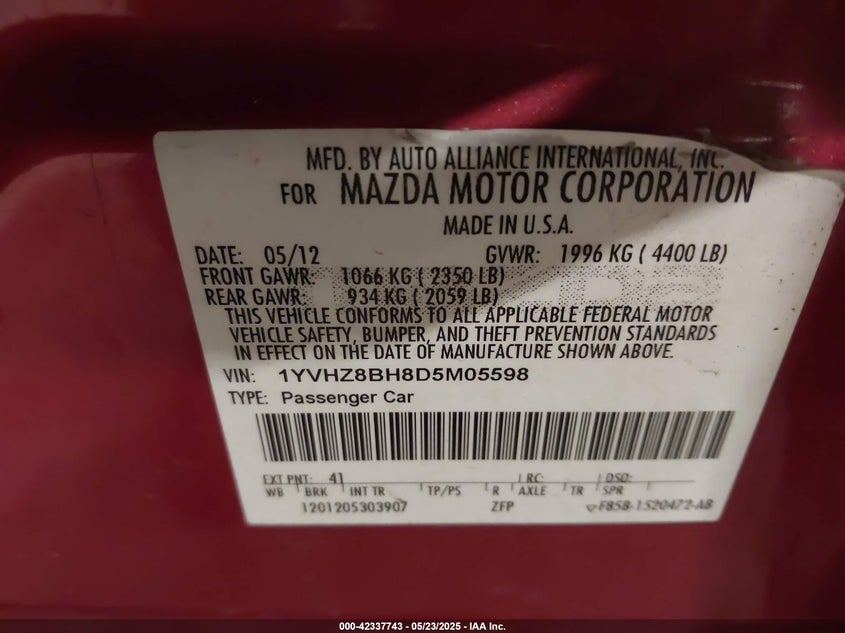 MFD. BY AUTO ALLIANCE INTERNATIONAL, INC.
FOR MAZDA MOTOR CORPORATION
MADE IN U.S.A.
DATE: 05/12 GVWR: 1996 KG ( 4400 LB)
FRONT GAWR: 1066 KG ( 2350 LB)
REAR GAWR: 934 KG ( 2059 LB)
THIS VEHICLE CONFORMS TO ALL APPLICABLE FEDERAL MOTOR
VEHICLE SAFETY, BUMPER, AND THEFT PREVENTION STANDARDS
IN EFFECT ON THE DATE OF MANUFACTURE SHOWN ABOVE.
VIN: 1YVHZ8BH8D5M05598
TYPE: Passenger Car
EXT PNT: 41 RC: DSO:
WB BRK INT TR TP/PS R AXLE TR SPR
1201205303907 ZFP F85B-1520472-AB
000-42337743 - 05/23/2025 - IAA Inc.